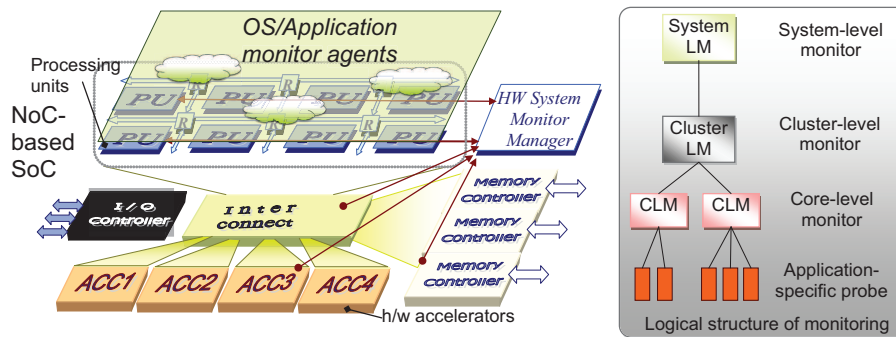 OS/Application
monitor agents
Processing
units
NoC-
based
SoC
PU PU PU PU
R R
PU PU PU PU
R R R
HW System
Monitor
Manager
I/O
Controller
Inter
connect
Memory
Controller
Memory
Controller
Memory
Controller
ACC1 ACC2 ACC3 ACC4
h/w accelerators
System
LM
System-level
monitor
Cluster
LM
Cluster-level
monitor
CLM CLM
Core-level
monitor
Application-
specific probe
Logical structure of monitoring